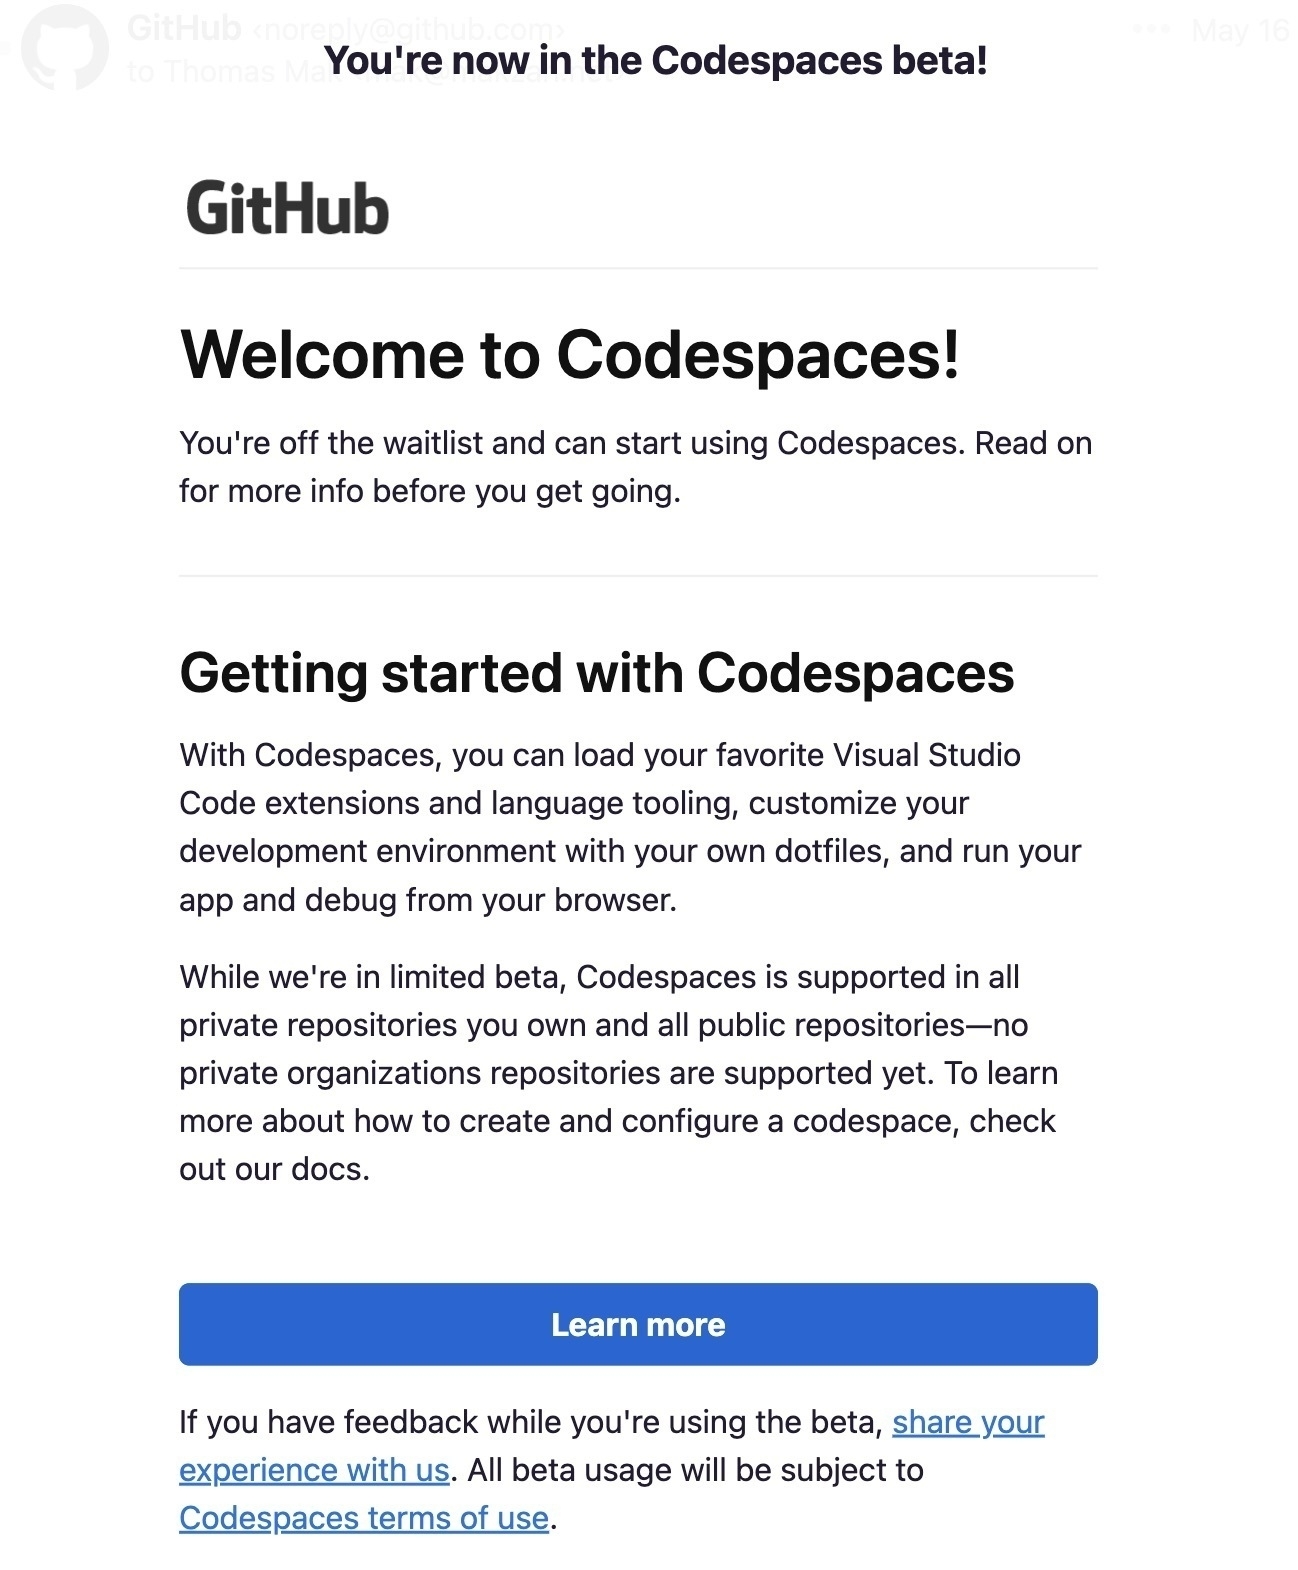 GitHub <noreply@github.com>
May 16
to Thomas
You're now in the Codespaces beta!
GitHub
Welcome to Codespaces!
You're off the waitlist and can start using Codespaces. Read on
for more info before you get going.
Getting started with Codespaces
With Codespaces, you can load your favorite Visual Studio
Code extensions and language tooling, customize your
development environment with your own dotfiles, and run your
app and debug from your browser.
While we're in limited beta, Codespaces is supported in all
private repositories you own and all public repositories—no
private organizations repositories are supported yet. To learn
more about how to create and configure a codespace, check
out our docs.
Learn more
If you have feedback while you're using the beta, share your
experience with us. All beta usage will be subject to
Codespaces terms of use.